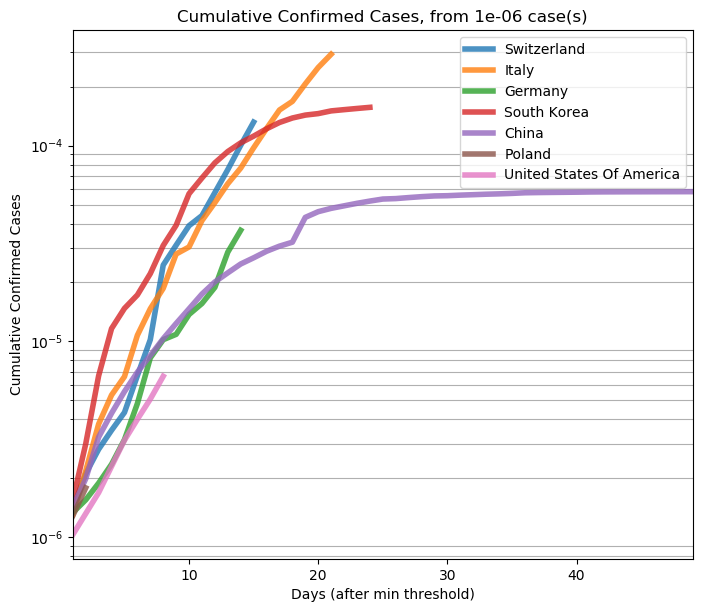 Cumulative Confirmed Cases, from 1e-06 case(s)
Switzerland
Italy
Germany
South Korea
China
Poland
United States Of America
Cumulative Confirmed Cases
10⁻⁴
10⁻⁵
10⁻⁶
10 20 30 40
Days (after min threshold)